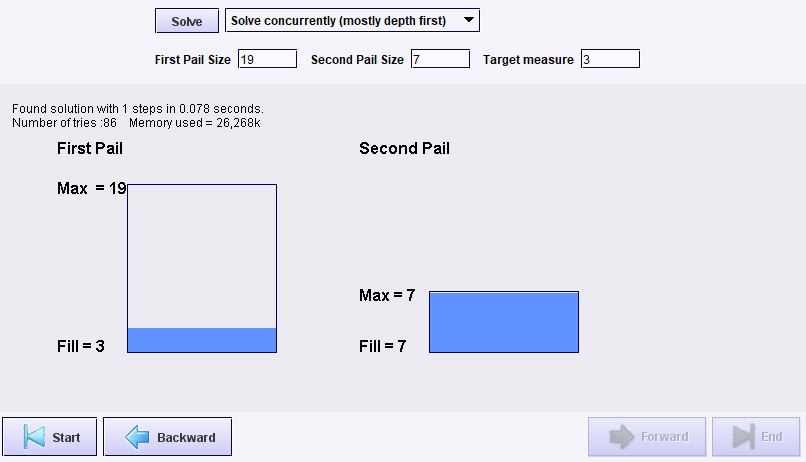 Solve Solve concurrently (mostly depth first)
First Pail Size 19 Second Pail Size 7 Target measure 3
Found solution with 1 steps in 0.078 seconds.
Number of tries :86 Memory used = 26,268k
First Pail Second Pail
Max = 19
Max = 7
Fill = 3 Fill = 7
Start Backward Forward End